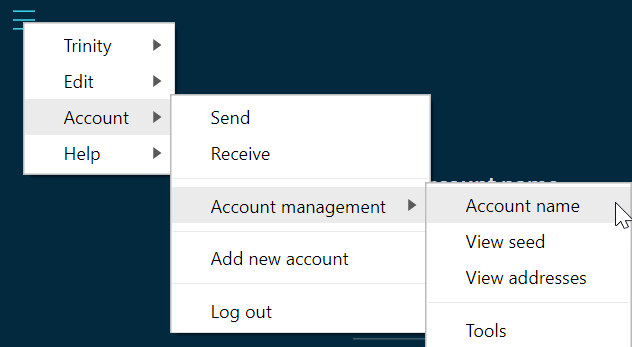 Trinity
Edit
Account
Help
Send
Receive
Account management
Add new account
Log out
Account name
View seed
View addresses
Tools